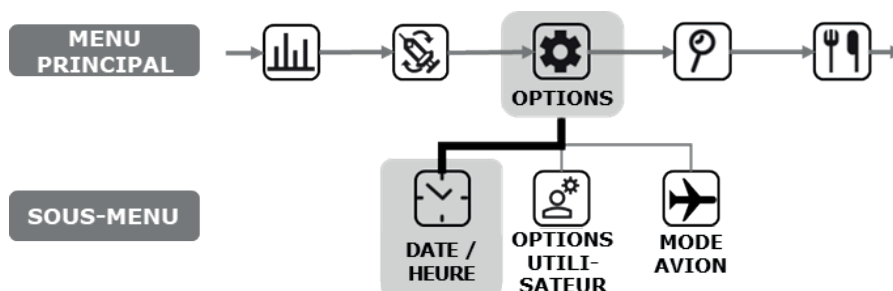 MENU
PRINCIPAL
OPTIONS
SOUS-MENU
DATE /
HEURE
OPTIONS
UTILI-
SATEUR
MODE
AVION